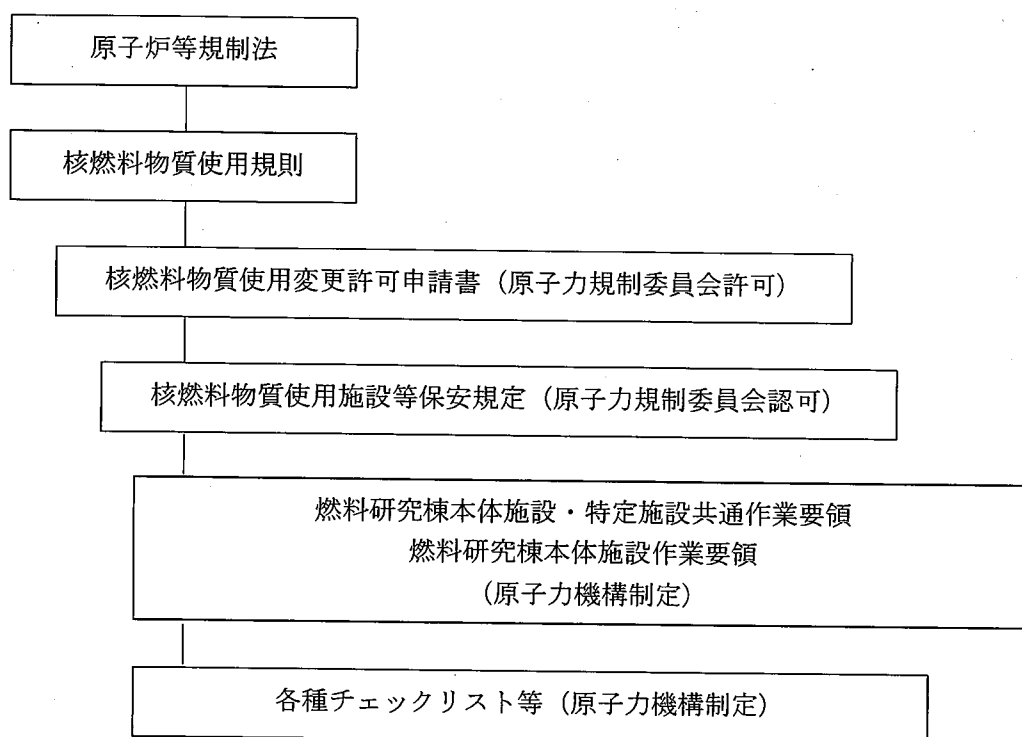 原子炉等規制法
核燃料物質使用規則
核燃料物質使用変更許可申請書（原子力規制委員会許可）
核燃料物質使用施設等保安規定（原子力規制委員会認可）
燃料研究棟本体施設・特定施設共通作業要領
燃料研究棟本体施設作業要領
（原子力機構制定）
各種チェックリスト等（原子力機構制定）